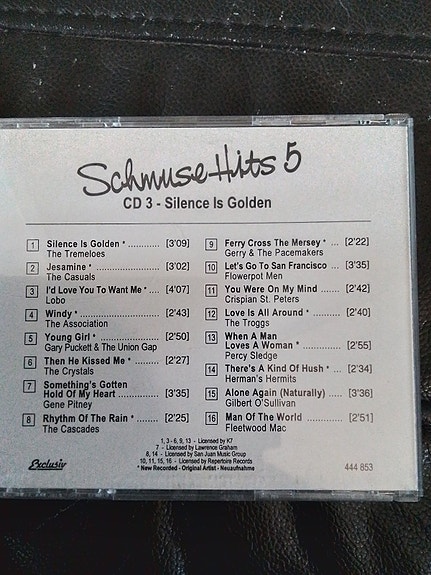 Schmuse Hits 5
CD 3 - Silence Is Golden
1 Silence Is Golden * ............ [3'09]
The Tremeloes
2 Jesamine * .................... [3'02]
The Casuals
3 I'd Love You To Want Me * .... [4'07]
Lobo
4 Windy * ........................ [2'43]
The Association
5 Young Girl * ................... [2'50]
Gary Puckett & The Union Gap
6 Then He Kissed Me * ........ [2'27]
The Crystals
7 Something's Gotten
Hold Of My Heart ............. [3'35]
Gene Pitney
8 Rhythm Of The Rain * ....... [2'25]
The Cascades
9 Ferry Cross The Mersey * ... [2'22]
Gerry & The Pacemakers
10 Let's Go To San Francisco .. [3'35]
Flowerpot Men
11 You Were On My Mind ...... [2'42]
Crispian St. Peters
12 Love Is All Around * ......... [2'40]
The Troggs
13 When A Man
Loves A Woman * ............. [2'55]
Percy Sledge
14 There's A Kind Of Hush * .... [2'34]
Herman's Hermits
15 Alone Again (Naturally) ..... [3'36]
Gilbert O'Sullivan
16 Man Of The World ........... [2'51]
Fleetwood Mac
1, 3 - 6, 9, 13 - Licensed by K7
7 - Licensed by Lawrence Graham
8, 14 - Licensed by San Juan Music Group
10, 11, 15, 16 - Licensed by Repertoire Records
* New Recorded - Original Artist - Neuaufnahme
Exclusiv
444 853